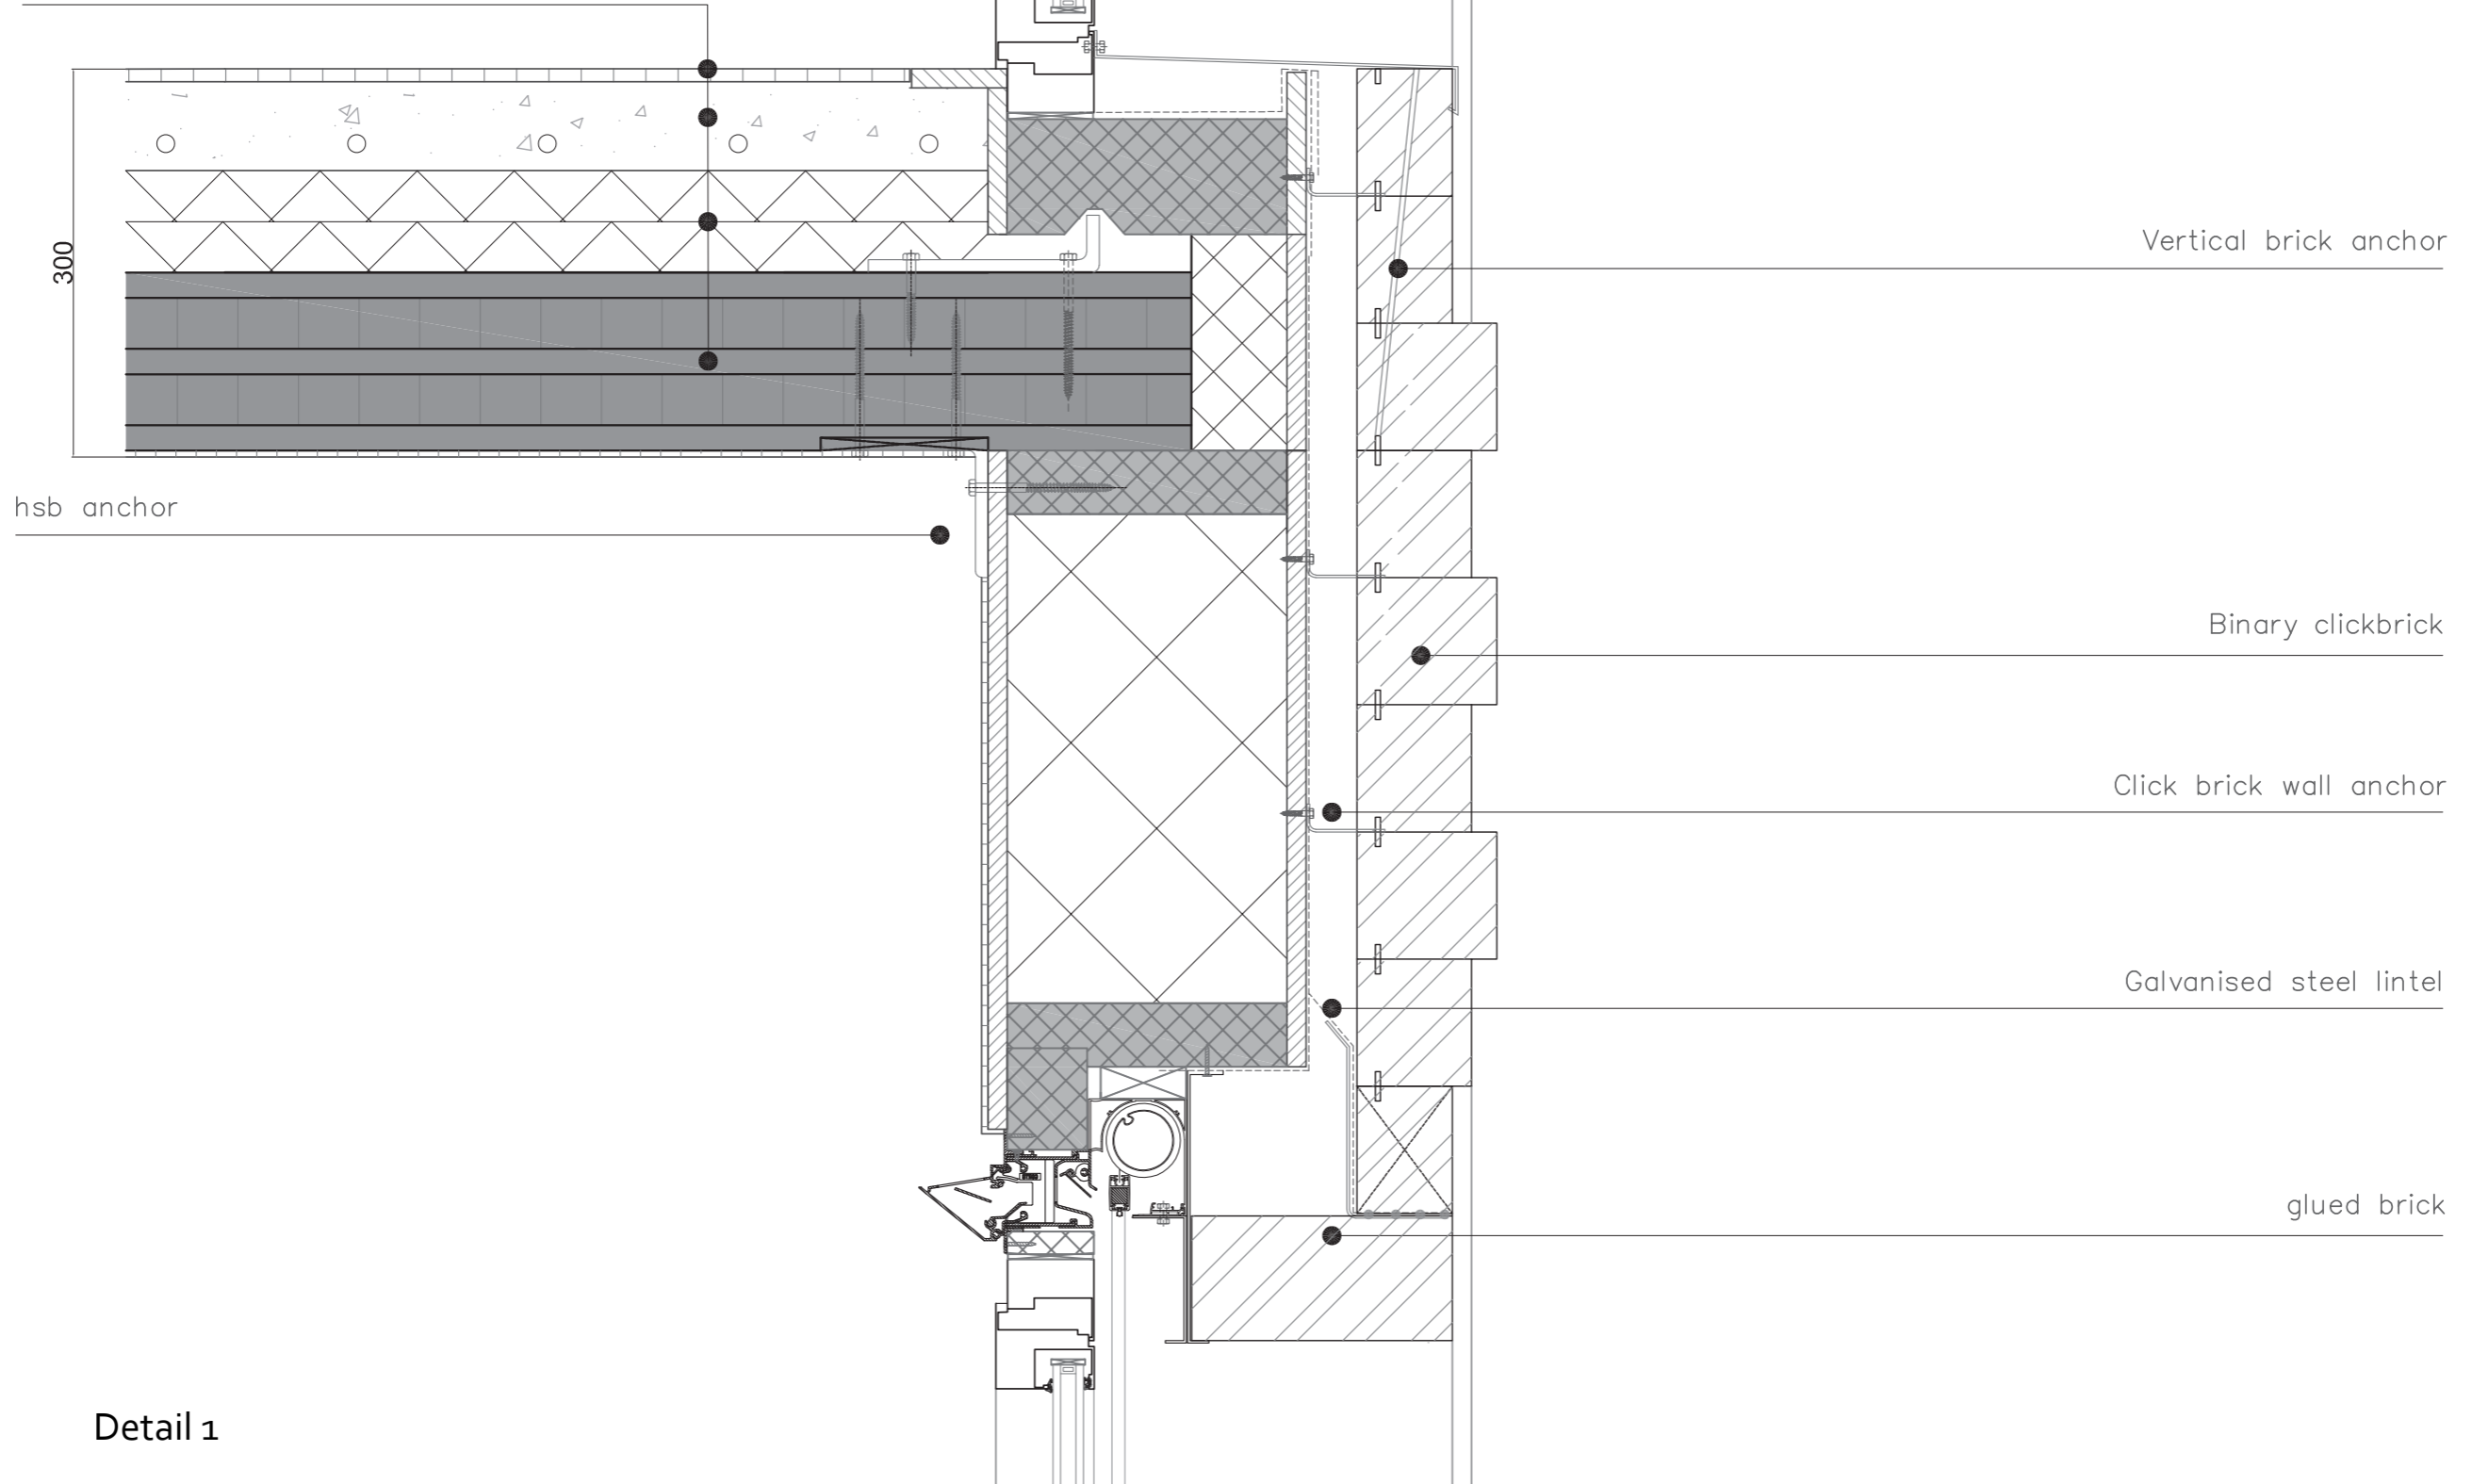 Vertical brick anchor
300
hsb anchor
Binary clickbrick
Click brick wall anchor
Galvanised steel lintel
glued brick
Detail 1